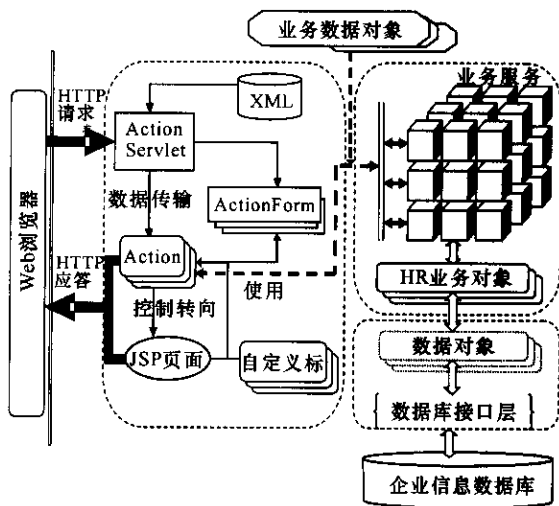 业务数据对象
业务服务
HTTP
请求
XML
Action
Servlet
数据传输
ActionForm
Web浏览器
HTTP
应答
Action
使用
HR业务对象
控制转向
JSP页面
自定义标
数据对象
数据库接口层
企业信息数据库